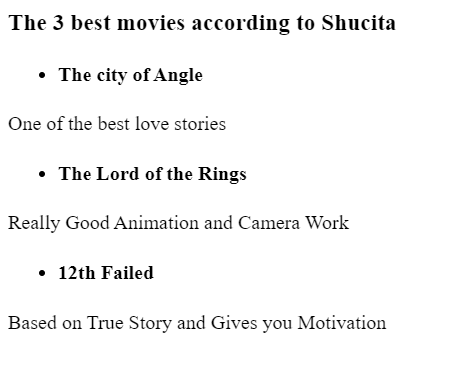 The 3 best movies according to Shucita
• The city of Angle
One of the best love stories
• The Lord of the Rings
Really Good Animation and Camera Work
• 12th Failed
Based on True Story and Gives you Motivation